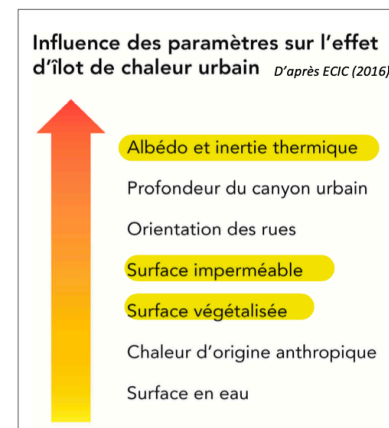 Influence des paramètres sur l'effet
d'îlot de chaleur urbain D'après ECIC (2016)
Albédo et inertie thermique
Profondeur du canyon urbain
Orientation des rues
Surface imperméable
Surface végétalisée
Chaleur d'origine anthropique
Surface en eau